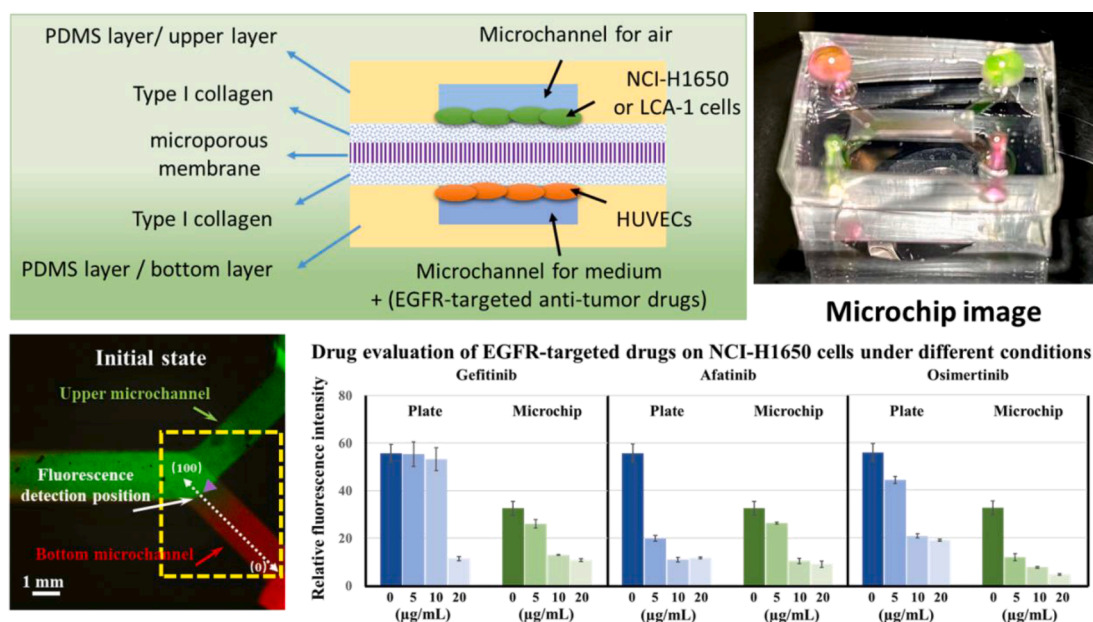 PDMS layer/ upper layer
Type I collagen
microporous
membrane
Type I collagen
PDMS layer / bottom layer
Microchannel for air
NCI-H1650
or LCA-1 cells
HUVECs
Microchannel for medium
+ (EGFR-targeted anti-tumor drugs)
Microchip image
Initial state
Upper microchannel
(100)
Fluorescence
detection position
Bottom microchannel
(0)
1 mm
Drug evaluation of EGFR-targeted drugs on NCI-H1650 cells under different conditions
Gefitinib Afatinib Osimertinib
Plate Microchip Plate Microchip Plate Microchip
Relative fluorescence intensity
80
60
40
20
0
0 5 10 20 0 5 10 20 0 5 10 20 0 5 10 20 0 5 10 20 0 5 10 20
(μg/mL) (μg/mL) (μg/mL) (μg/mL) (μg/mL) (μg/mL)